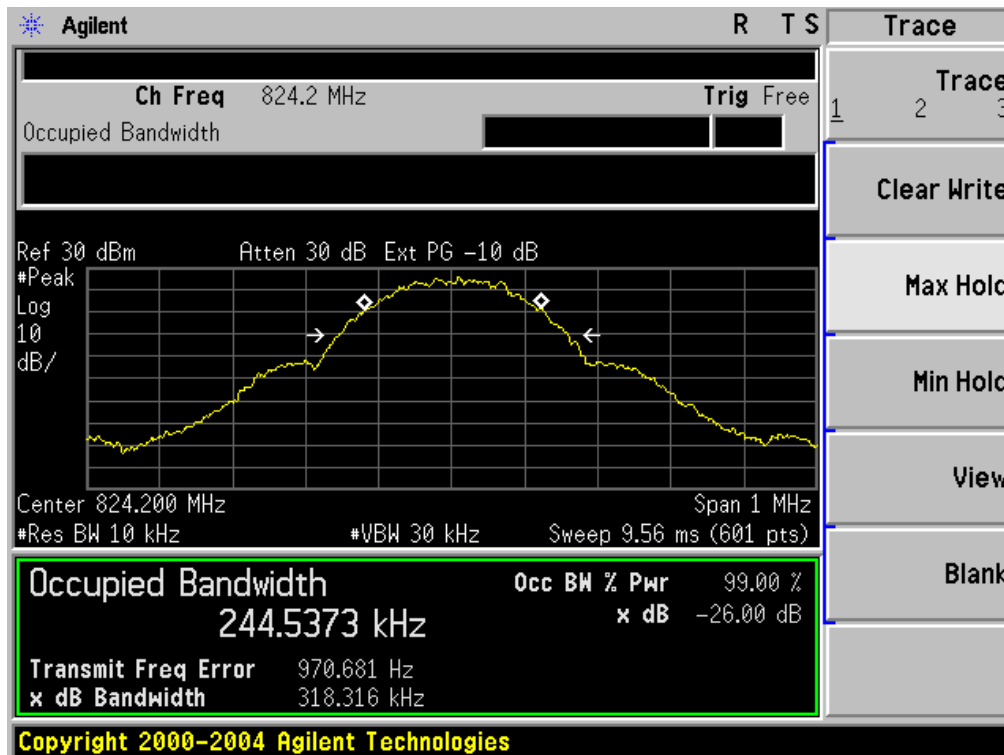 Agilent R T S Trace
Ch Freq 824.2 MHz Trig Free
Occupied Bandwidth
Trace
1 2 3
Clear Write
Max Hold
Min Hold
View
Blank
Ref 30 dBm Atten 30 dB Ext PG -10 dB
#Peak
Log
10
dB/
Center 824.200 MHz Span 1 MHz
#Res BW 10 kHz #VBW 30 kHz Sweep 9.56 ms (601 pts)
Occupied Bandwidth Occ BW % Pwr 99.00 %
244.5373 kHz x dB -26.00 dB
Transmit Freq Error 970.681 Hz
x dB Bandwidth 318.316 kHz
Copyright 2000-2004 Agilent Technologies